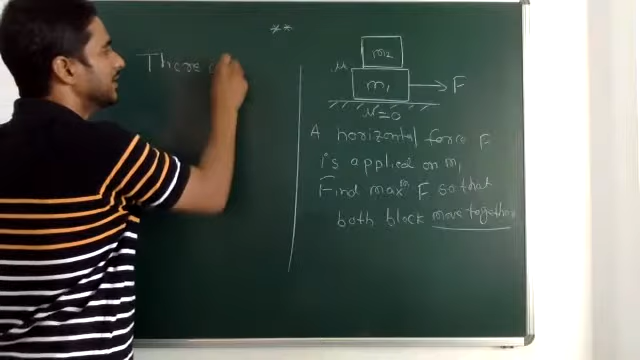 **
There
m2
μ
m1
F
μ=0
A horizontal force F
is applied on m1
Find maxm F so that
both block move together